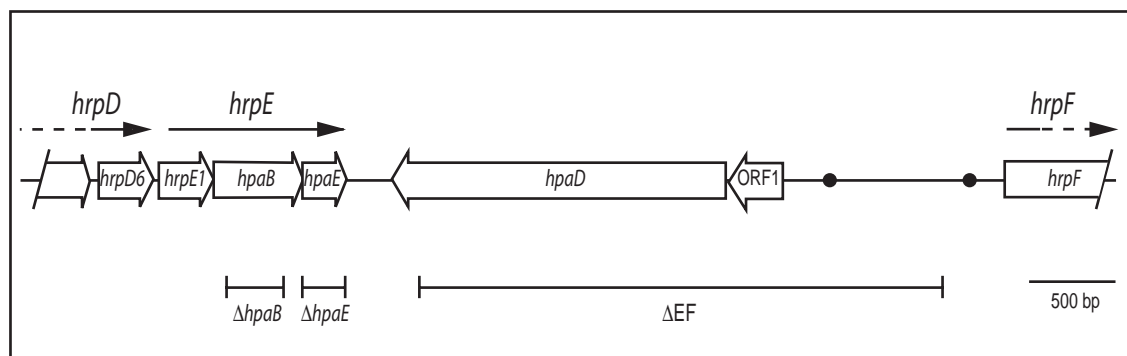 hrpD hrpE hrpF
hrpD6 hrpE1 hpaB hpaE hpaD ORF1 hrpF
ΔhpaB ΔhpaE ΔEF 500 bp